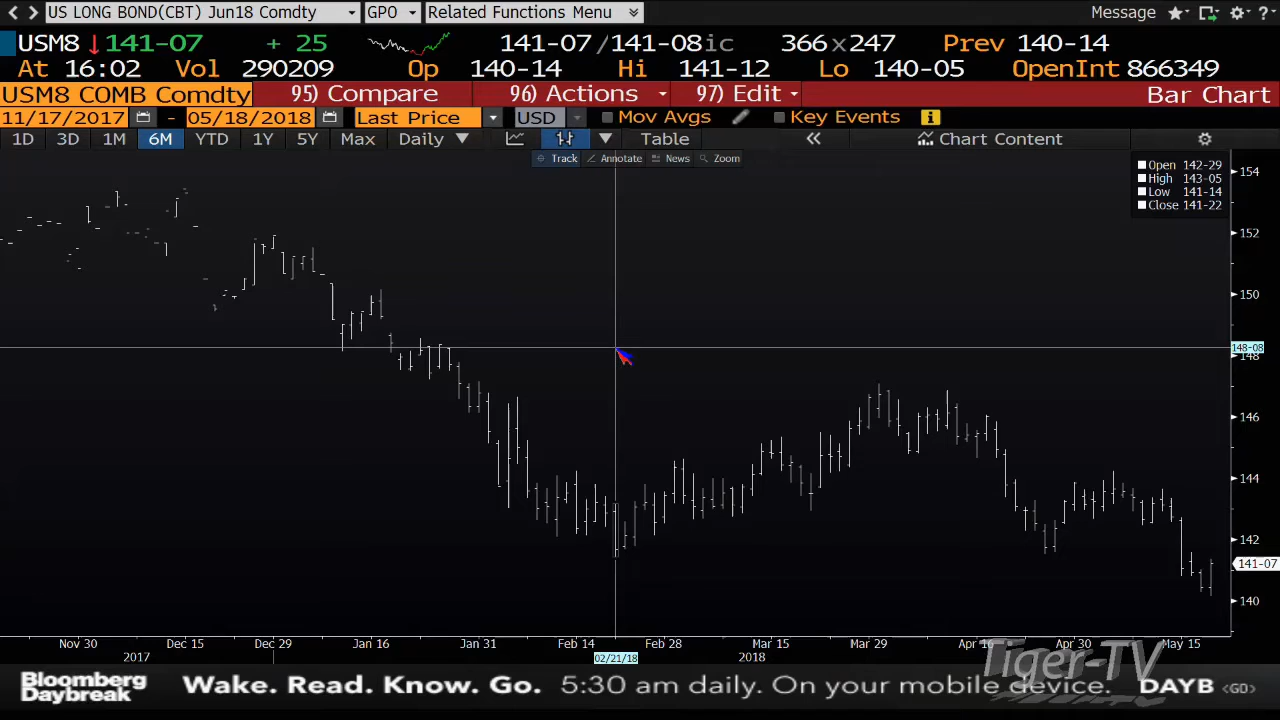 US LONG BOND(CBT) Jun18 Comdty GPO Related Functions Menu Message
USM8 141-07 + 25 141-07/141-08ic 366x247 Prev 140-14
At 16:02 Vol 290209 Op 140-14 Hi 141-12 Lo 140-05 OpenInt 866349
USM8 COMB Comdty 95) Compare 96) Actions 97) Edit Bar Chart
11/17/2017 - 05/18/2018 Last Price USD Mov Avgs Key Events
1D 3D 1M 6M YTD 1Y 5Y Max Daily Table « Chart Content
Track Annotate News Zoom
Open 142-29
High 143-05
Low 141-14
Close 141-22
154
152
150
148-08
148
146
144
142
141-07
140
Nov 30 Dec 15 Dec 29 Jan 16 Jan 31 Feb 14 Feb 28 Mar 15 Mar 29 Apr 16 Apr 30 May 15
2017 02/21/18 2018
Tiger-TV
Bloomberg
Daybreak
Wake. Read. Know. Go. 5:30 am daily. On your mobile device. DAYB <GO>